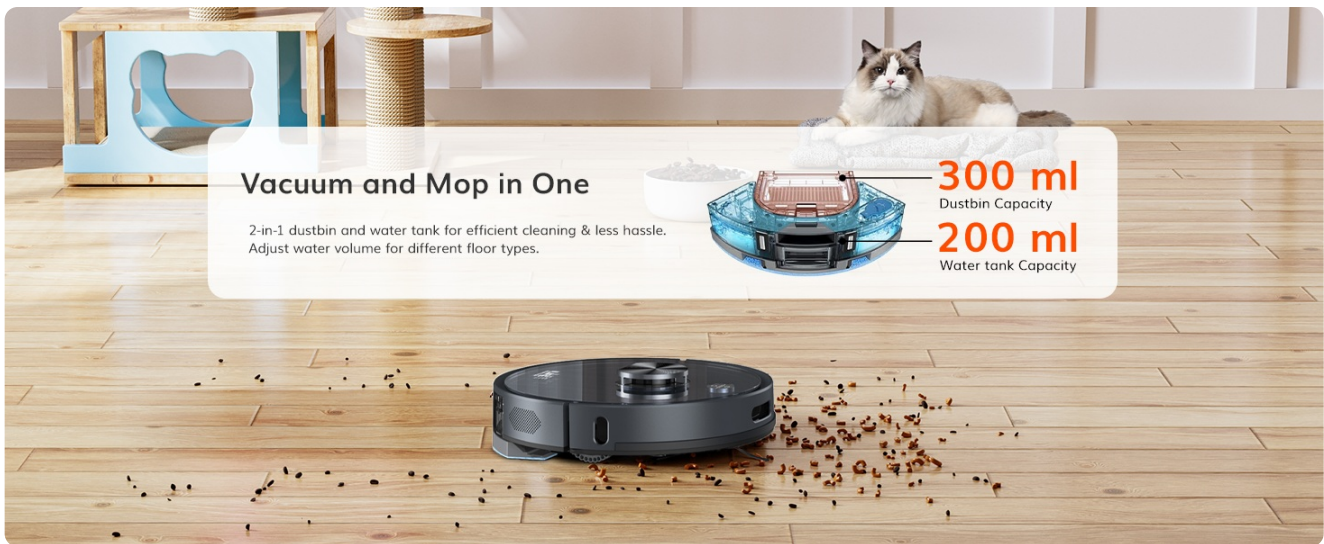 Vacuum and Mop in One
2-in-1 dustbin and water tank for efficient cleaning & less hassle.
Adjust water volume for different floor types.
300 ml
Dustbin Capacity
200 ml
Water tank Capacity